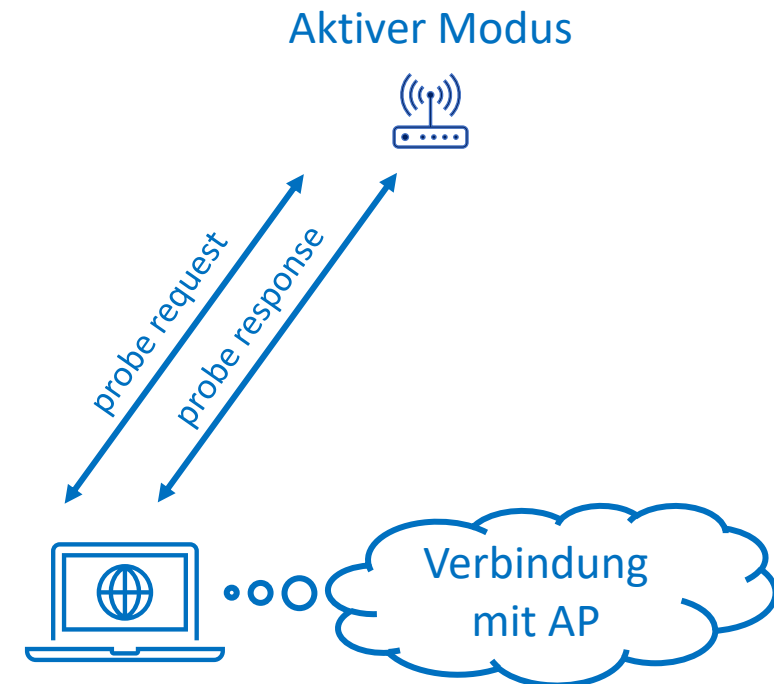 Aktiver Modus
probe request
probe response
Verbindung
mit AP